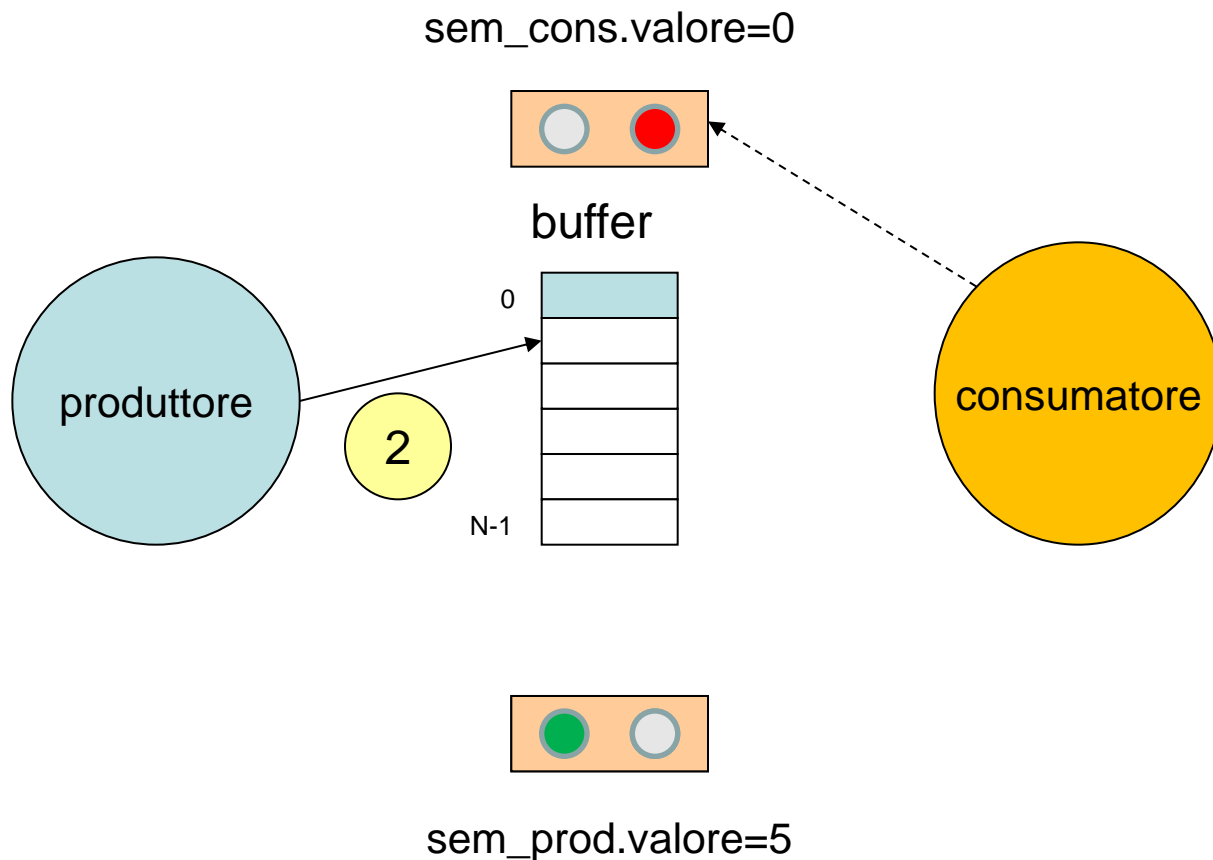 sem_cons.valore=0
buffer
0
produttore
2
consumatore
N-1
sem_prod.valore=5